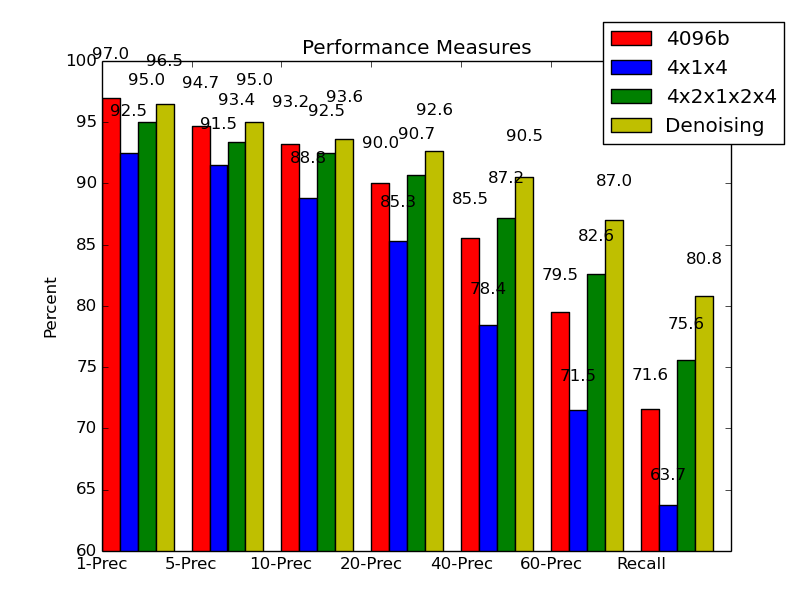 Performance Measures
4096b
4x1x4
4x2x1x2x4
Denoising
Percent
100
95
90
85
80
75
70
65
60
97.0
92.5
95.0
96.5
94.7
91.5
93.4
95.0
93.2
88.8
92.5
93.6
90.0
85.3
90.7
92.6
85.5
78.4
87.2
90.5
79.5
71.5
82.6
87.0
71.6
63.7
75.6
80.8
1-Prec
5-Prec
10-Prec
20-Prec
40-Prec
60-Prec
Recall